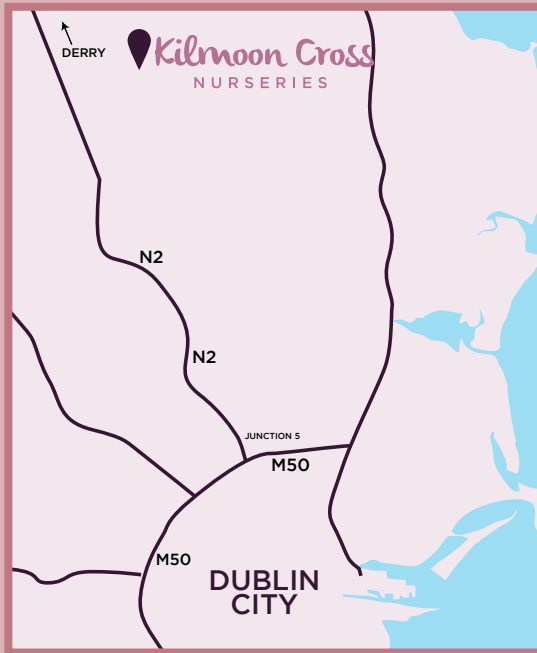 DERRY
Kilmoon Cross
NURSERIES
N2
N2
JUNCTION 5
M50
M50
DUBLIN
CITY